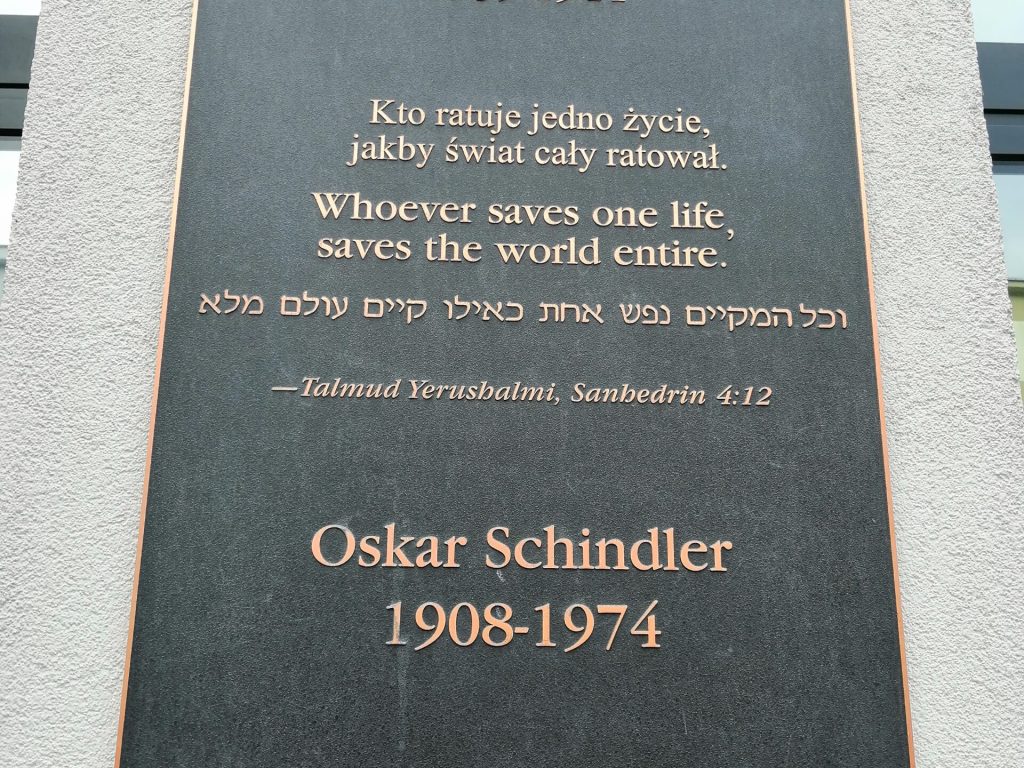 Kto ratuje jedno życie,
jakby świat cały ratował.
Whoever saves one life,
saves the world entire.
וכל המקיים נפש אחת כאילו קיים עולם מלא
—Talmud Yerushalmi, Sanhedrin 4:12
Oskar Schindler
1908-1974